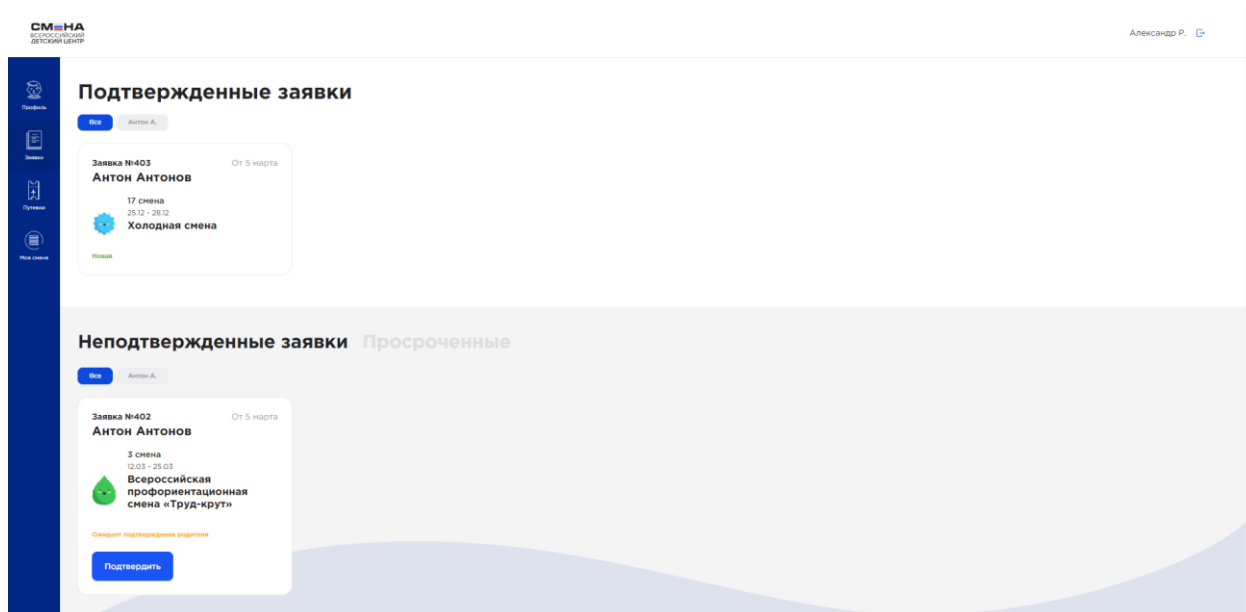 СМЕНА
ВСЕРОССИЙСКИЙ
ДЕТСКИЙ ЦЕНТР
Александр Р.
Профиль
Заявки
Путевки
Моя смена
Подтвержденные заявки
Все Антон А.
Заявка №403 От 5 марта
Антон Антонов
17 смена
25.12 - 28.12
Холодная смена
Новая
Неподтвержденные заявки Просроченные
Все Антон А.
Заявка №402 От 5 марта
Антон Антонов
3 смена
12.03 - 25.03
Всероссийская
профориентационная
смена «Труд-крут»
Ожидает подтверждения родителя
Подтвердить